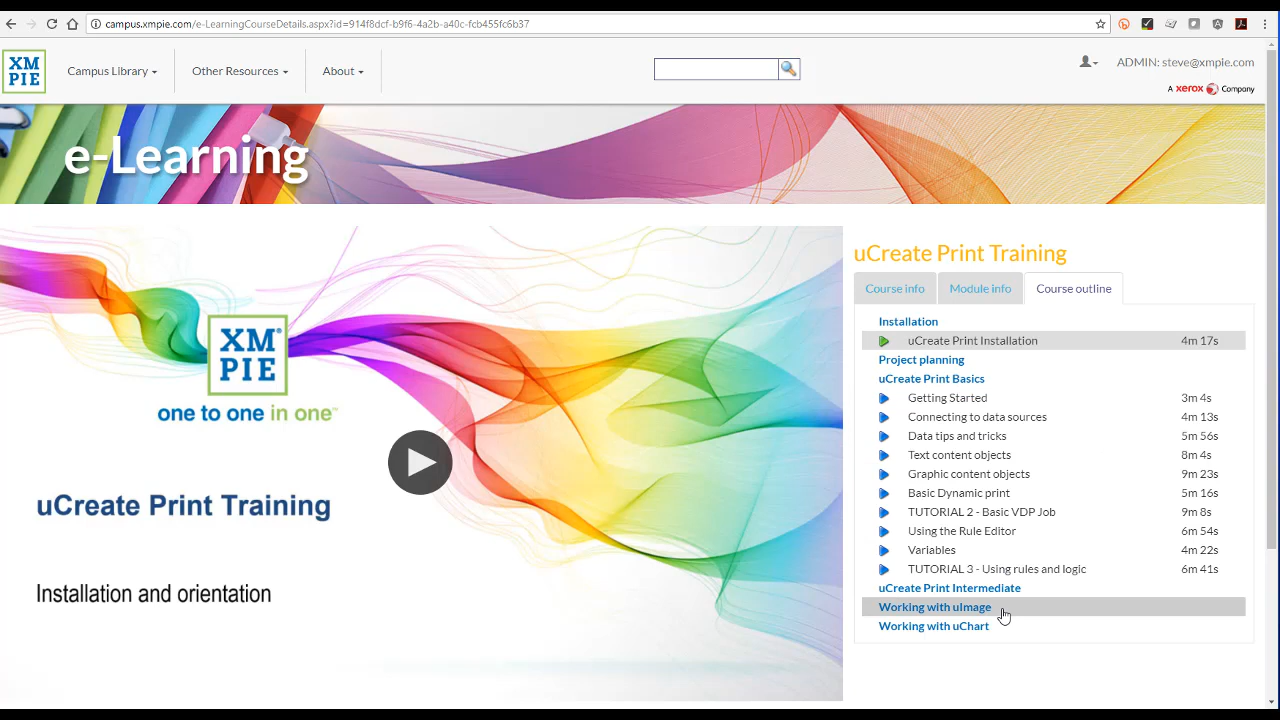 campus.xmpie.com/e-LearningCourseDetails.aspx?id=914f8dcf-b9f6-4a2b-a40c-fcb455fc6b37
XM
PIE
Campus Library
Other Resources
About
ADMIN: steve@xmpie.com
A xerox Company
e-Learning
XM®
PIE
one to one in one™
uCreate Print Training
Installation and orientation
uCreate Print Training
Course info
Module info
Course outline
Installation
uCreate Print Installation 4m 17s
Project planning
uCreate Print Basics
Getting Started 3m 4s
Connecting to data sources 4m 13s
Data tips and tricks 5m 56s
Text content objects 8m 4s
Graphic content objects 9m 23s
Basic Dynamic print 5m 16s
TUTORIAL 2 - Basic VDP Job 9m 8s
Using the Rule Editor 6m 54s
Variables 4m 22s
TUTORIAL 3 - Using rules and logic 6m 41s
uCreate Print Intermediate
Working with uImage
Working with uChart